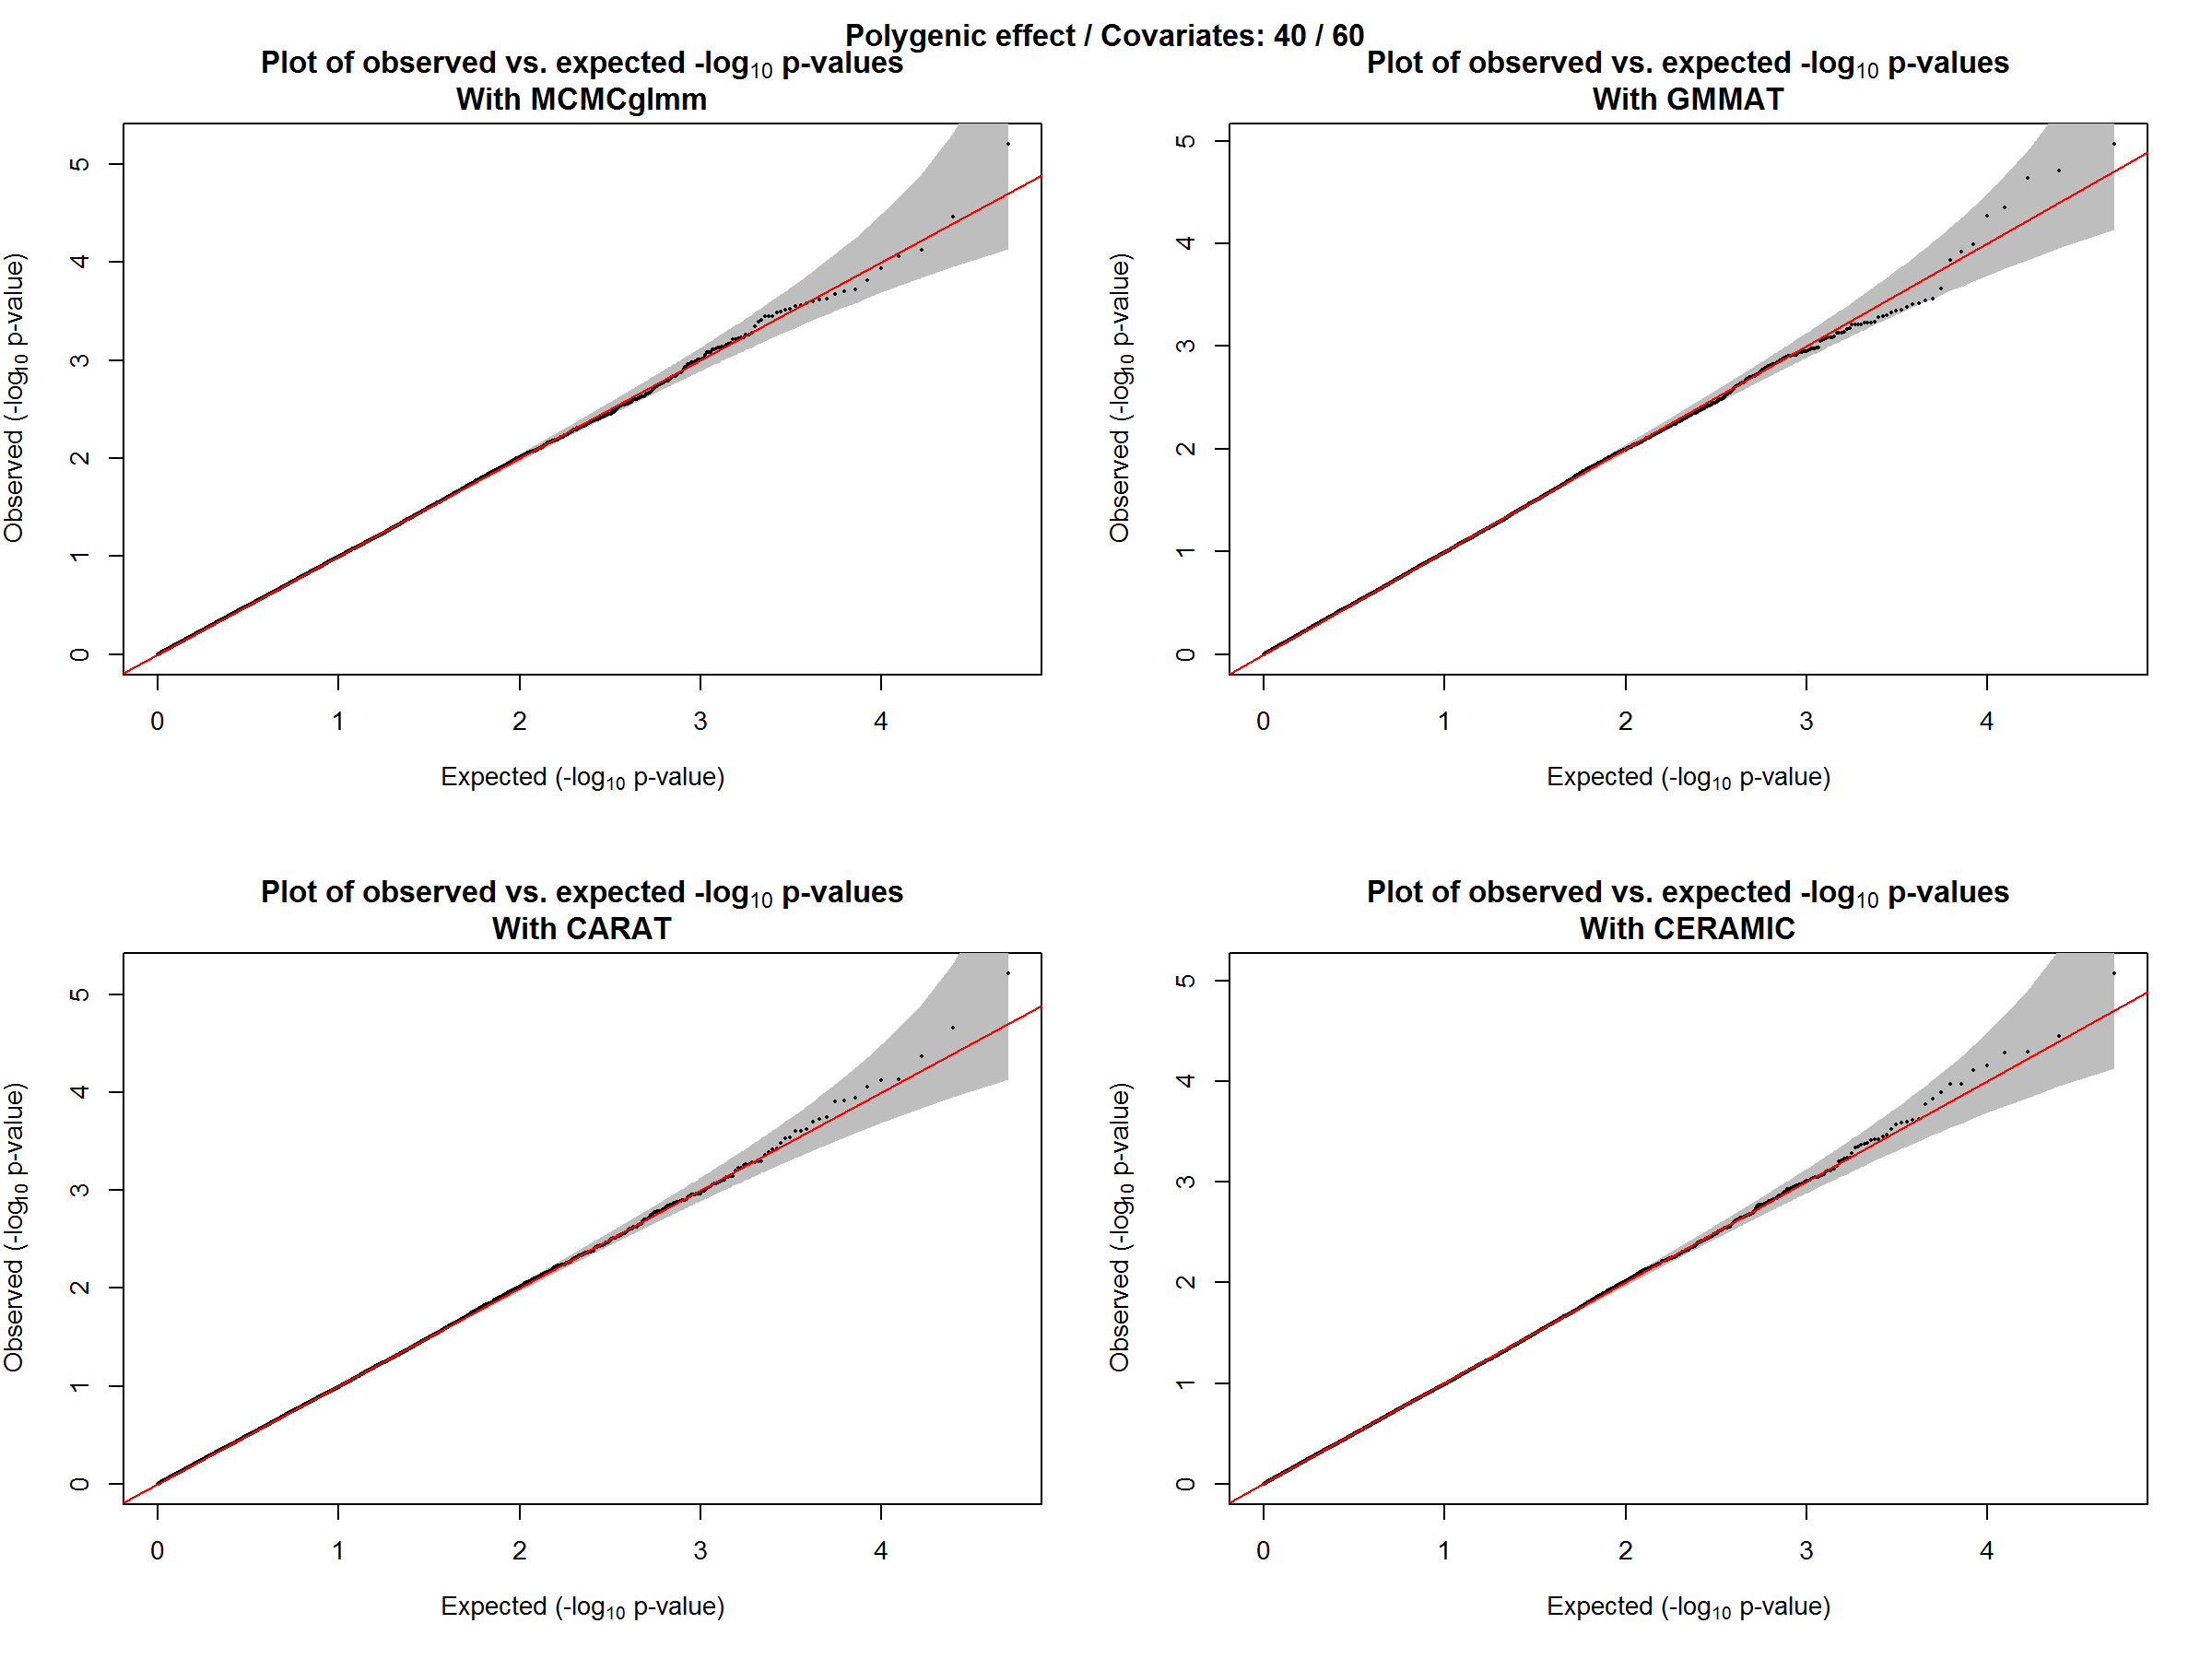 Polygenic effect / Covariates: 40 / 60
Plot of observed vs. expected -log10 p-values
With MCMCglmm
Observed (-log10 p-value)
5
4
3
2
1
0
0 1 2 3 4
Expected (-log10 p-value)
Plot of observed vs. expected -log10 p-values
With GMMAT
Observed (-log10 p-value)
5
4
3
2
1
0
0 1 2 3 4
Expected (-log10 p-value)
Plot of observed vs. expected -log10 p-values
With CARAT
Observed (-log10 p-value)
5
4
3
2
1
0
0 1 2 3 4
Expected (-log10 p-value)
Plot of observed vs. expected -log10 p-values
With CERAMIC
Observed (-log10 p-value)
5
4
3
2
1
0
0 1 2 3 4
Expected (-log10 p-value)